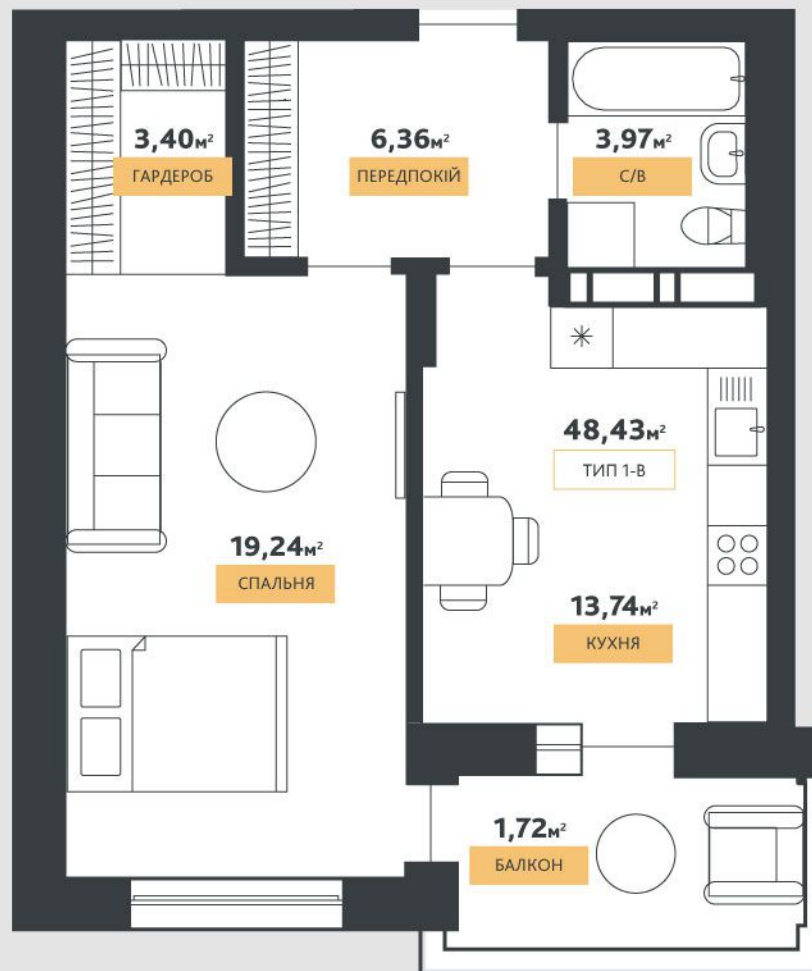 3,40м²
ГАРДЕРОБ
6,36м²
ПЕРЕДПОКІЙ
3,97м²
С/В
48,43м²
ТИП 1-В
19,24м²
СПАЛЬНЯ
13,74м²
КУХНЯ
1,72м²
БАЛКОН